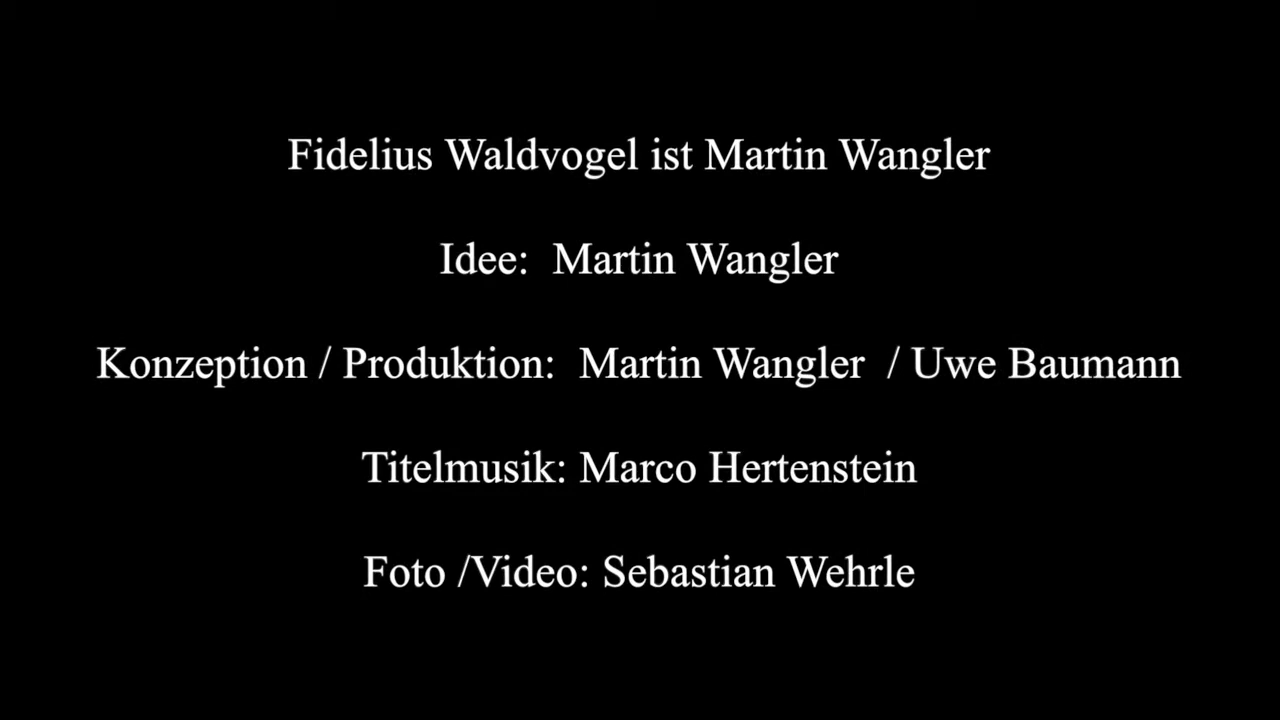 Fidelius Waldvogel ist Martin Wangler
Idee:  Martin Wangler
Konzeption / Produktion:  Martin Wangler  / Uwe Baumann
Titelmusik: Marco Hertenstein
Foto /Video: Sebastian Wehrle